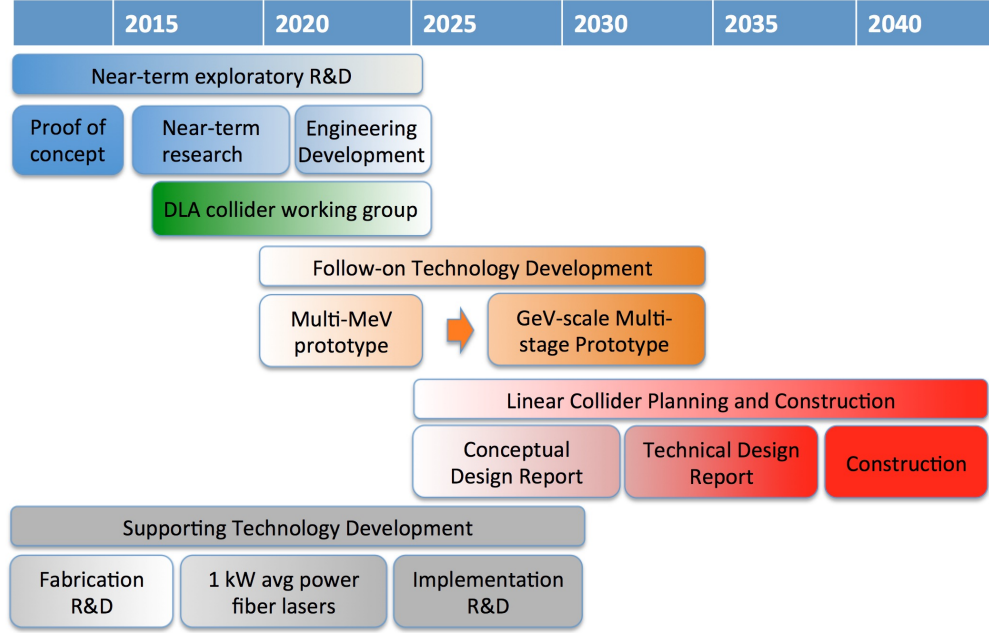 2015 2020 2025 2030 2035 2040
Near-term exploratory R&D
Proof of
concept
Near-term
research
Engineering
Development
DLA collider working group
Follow-on Technology Development
Multi-MeV
prototype
GeV-scale Multi-
stage Prototype
Linear Collider Planning and Construction
Conceptual
Design Report
Technical Design
Report
Construction
Supporting Technology Development
Fabrication
R&D
1 kW avg power
fiber lasers
Implementation
R&D